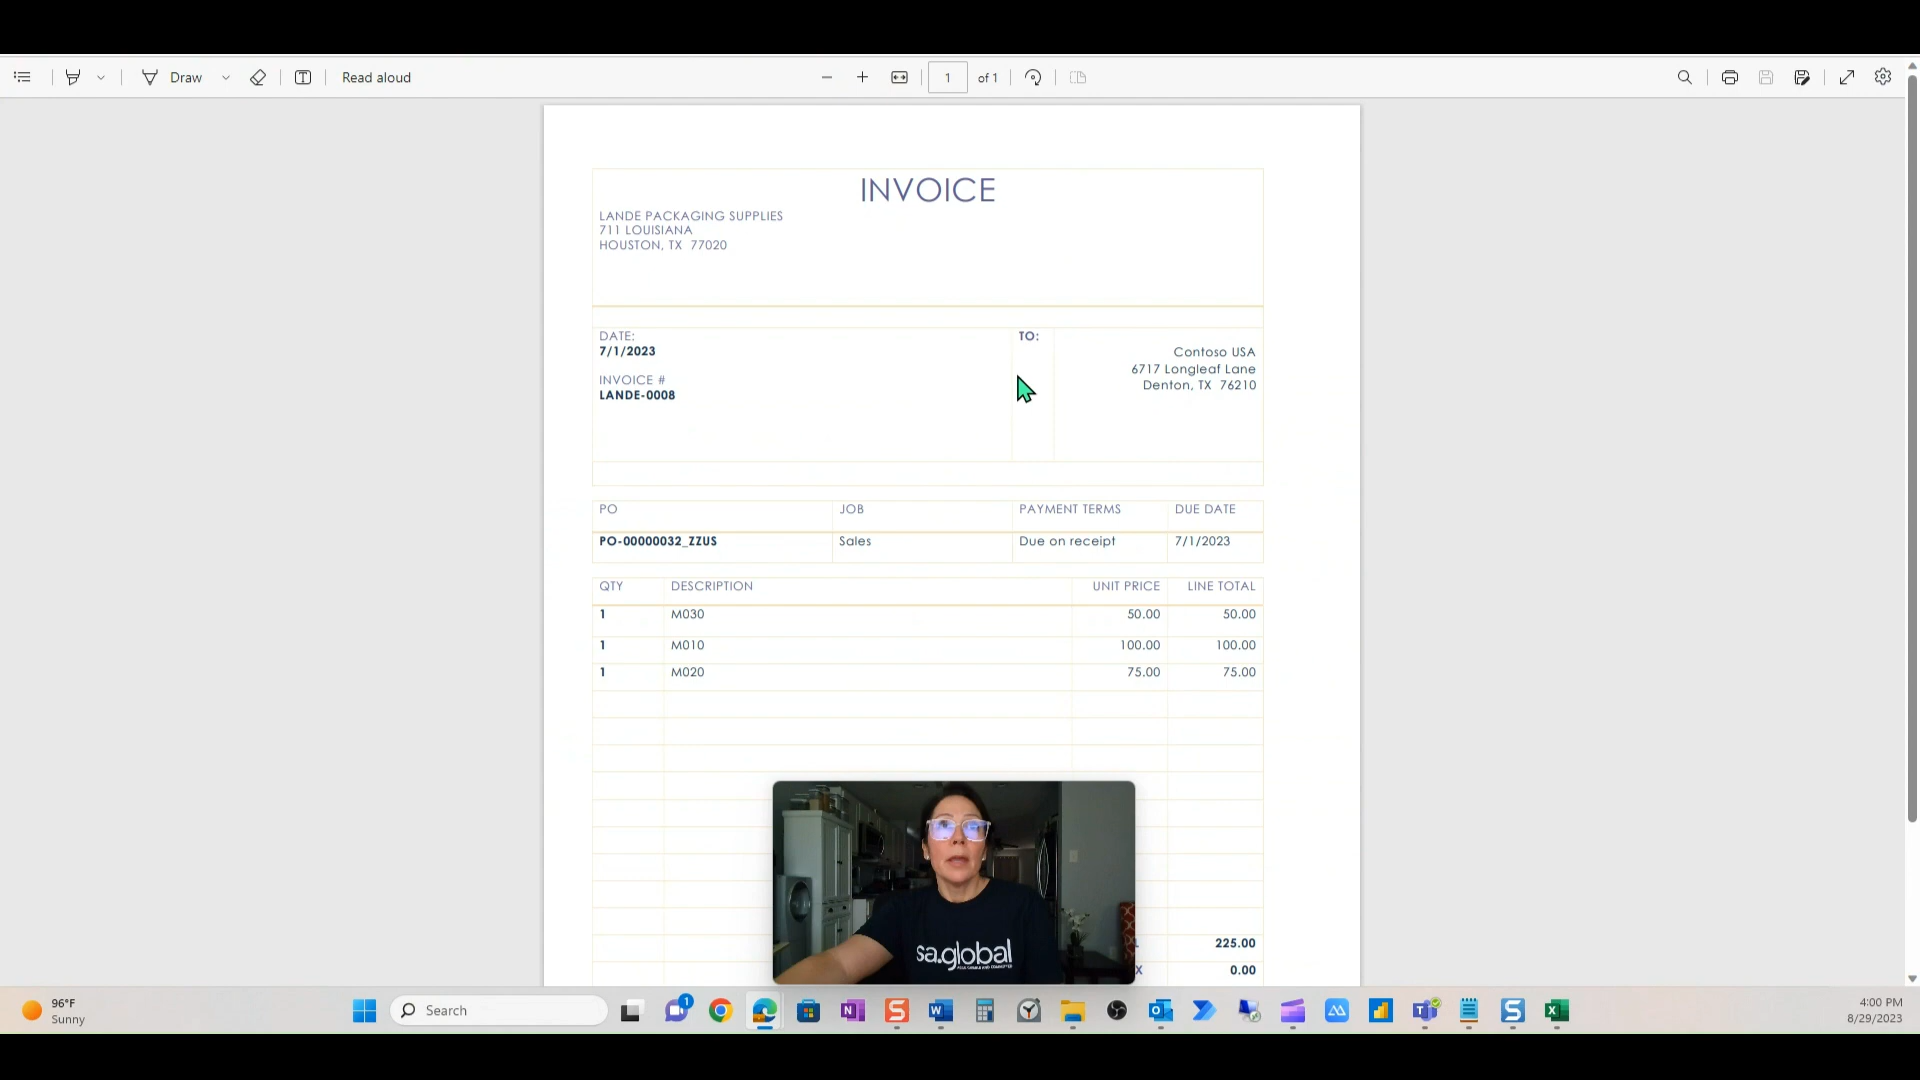 Draw
Read aloud
1 of 1
INVOICE
LANDE PACKAGING SUPPLIES
711 LOUISIANA
HOUSTON, TX 77020
DATE:
7/1/2023
INVOICE #
LANDE-0008
TO:
Contoso USA
6717 Longleaf Lane
Denton, TX 76210
PO JOB PAYMENT TERMS DUE DATE
PO-00000032_ZZUS Sales Due on receipt 7/1/2023
QTY DESCRIPTION UNIT PRICE LINE TOTAL
1 M030 50.00 50.00
1 M010 100.00 100.00
1 M020 75.00 75.00
225.00
X 0.00
sa.global
96°F
Sunny
Search
1
4:00 PM
8/29/2023